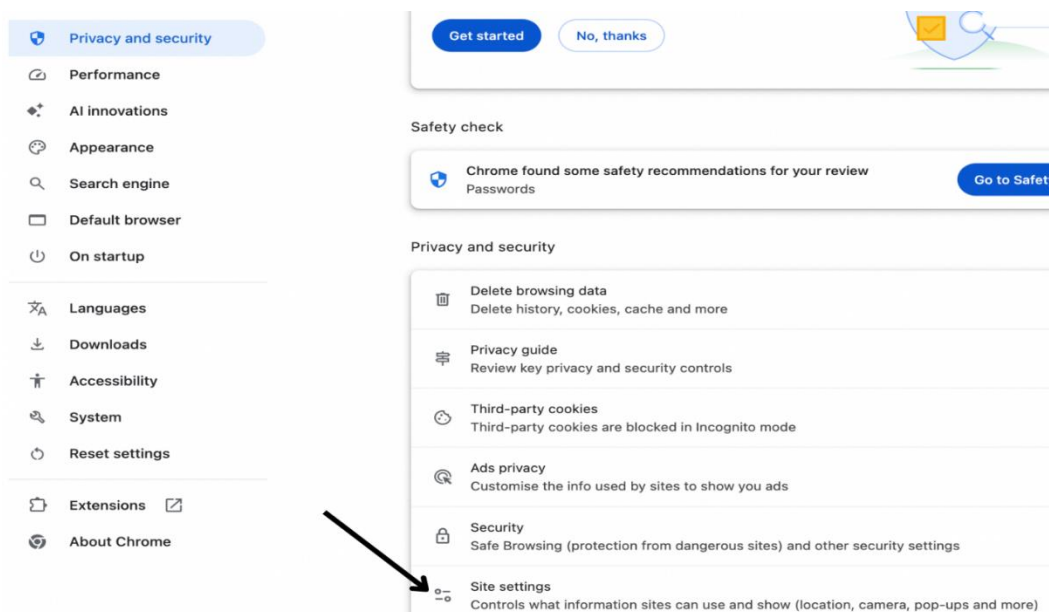 Privacy and security
Performance
AI innovations
Appearance
Search engine
Default browser
On startup
Languages
Downloads
Accessibility
System
Reset settings
Extensions
About Chrome
Get started
No, thanks
Safety check
Chrome found some safety recommendations for your review
Passwords
Go to Safet
Privacy and security
Delete browsing data
Delete history, cookies, cache and more
Privacy guide
Review key privacy and security controls
Third-party cookies
Third-party cookies are blocked in Incognito mode
Ads privacy
Customise the info used by sites to show you ads
Security
Safe Browsing (protection from dangerous sites) and other security settings
Site settings
Controls what information sites can use and show (location, camera, pop-ups and more)